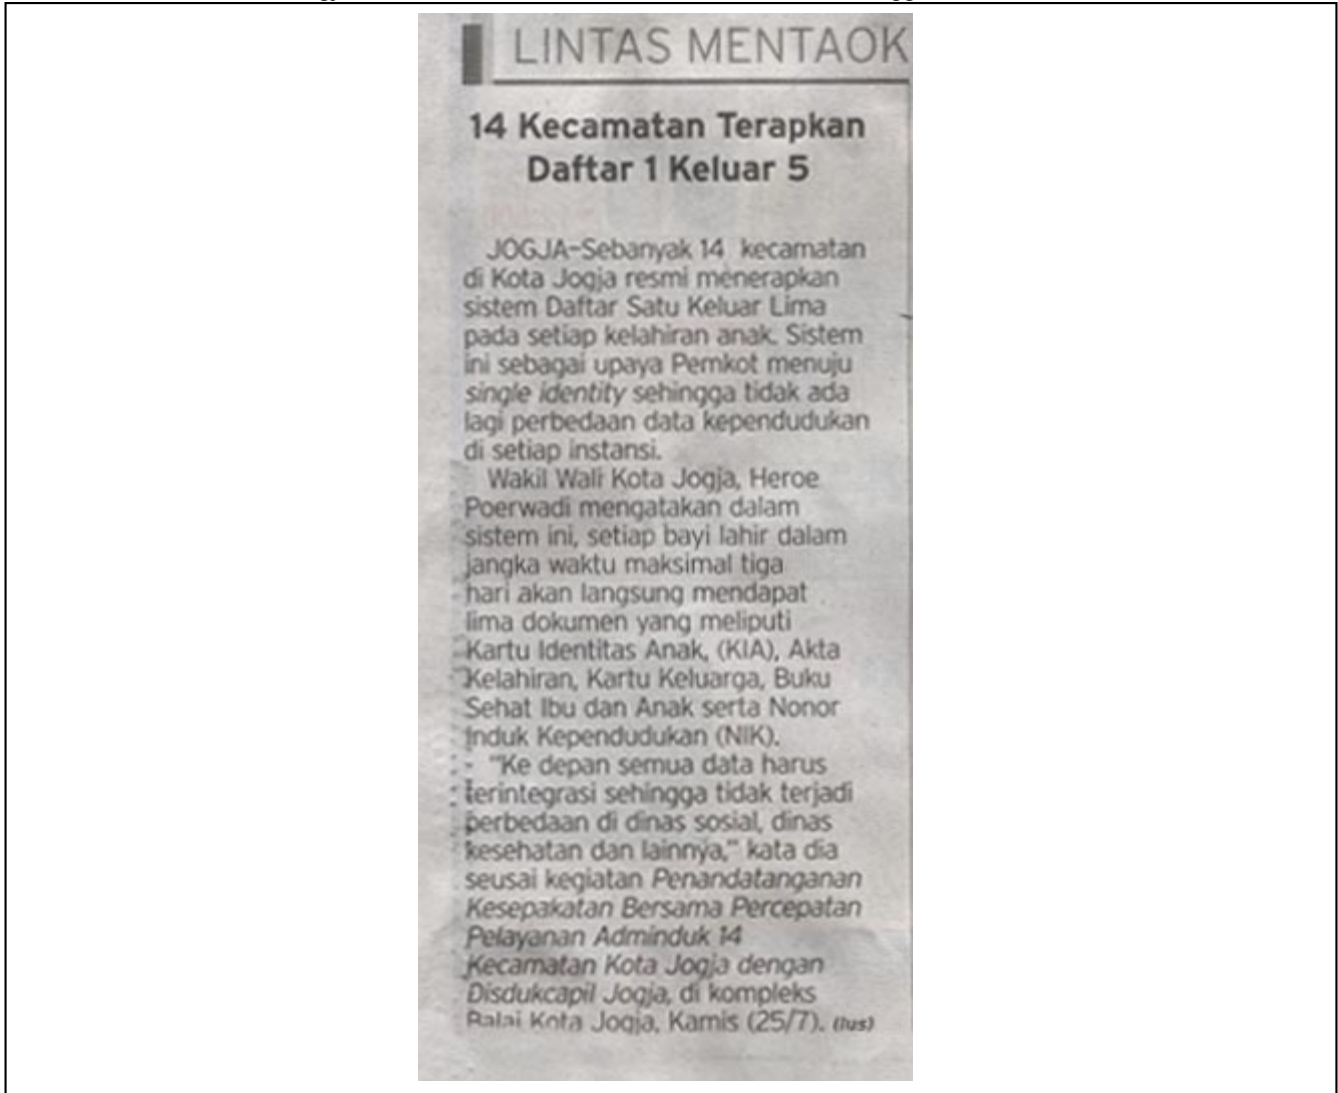 LINTAS MENTAOK
14 Kecamatan Terapkan
Daftar 1 Keluar 5
JOGJA-Sebanyak 14 kecamatan
di Kota Jogja resmi menerapkan
sistem Daftar Satu Keluar Lima
pada setiap kelahiran anak. Sistem
ini sebagai upaya Pemkot menuju
single identity sehingga tidak ada
lagi perbedaan data kependudukan
di setiap instansi.
Wakil Wali Kota Jogja, Heroe
Poerwadi mengatakan dalam
sistem ini, setiap bayi lahir dalam
jangka waktu maksimal tiga
hari akan langsung mendapat
lima dokumen yang meliputi
Kartu Identitas Anak, (KIA), Akta
Kelahiran, Kartu Keluarga, Buku
Sehat Ibu dan Anak serta Nonor
Induk Kependudukan (NIK).
"Ke depan semua data harus
terintegrasi sehingga tidak terjadi
perbedaan di dinas sosial, dinas
kesehatan dan lainnya," kata dia
seusai kegiatan Penandatanganan
Kesepakatan Bersama Percepatan
Pelayanan Adminduk 14
Kecamatan Kota Jogja dengan
Disdukcapil Jogja, di kompleks
Balai Kota Jogja, Kamis (25/7). (lus)